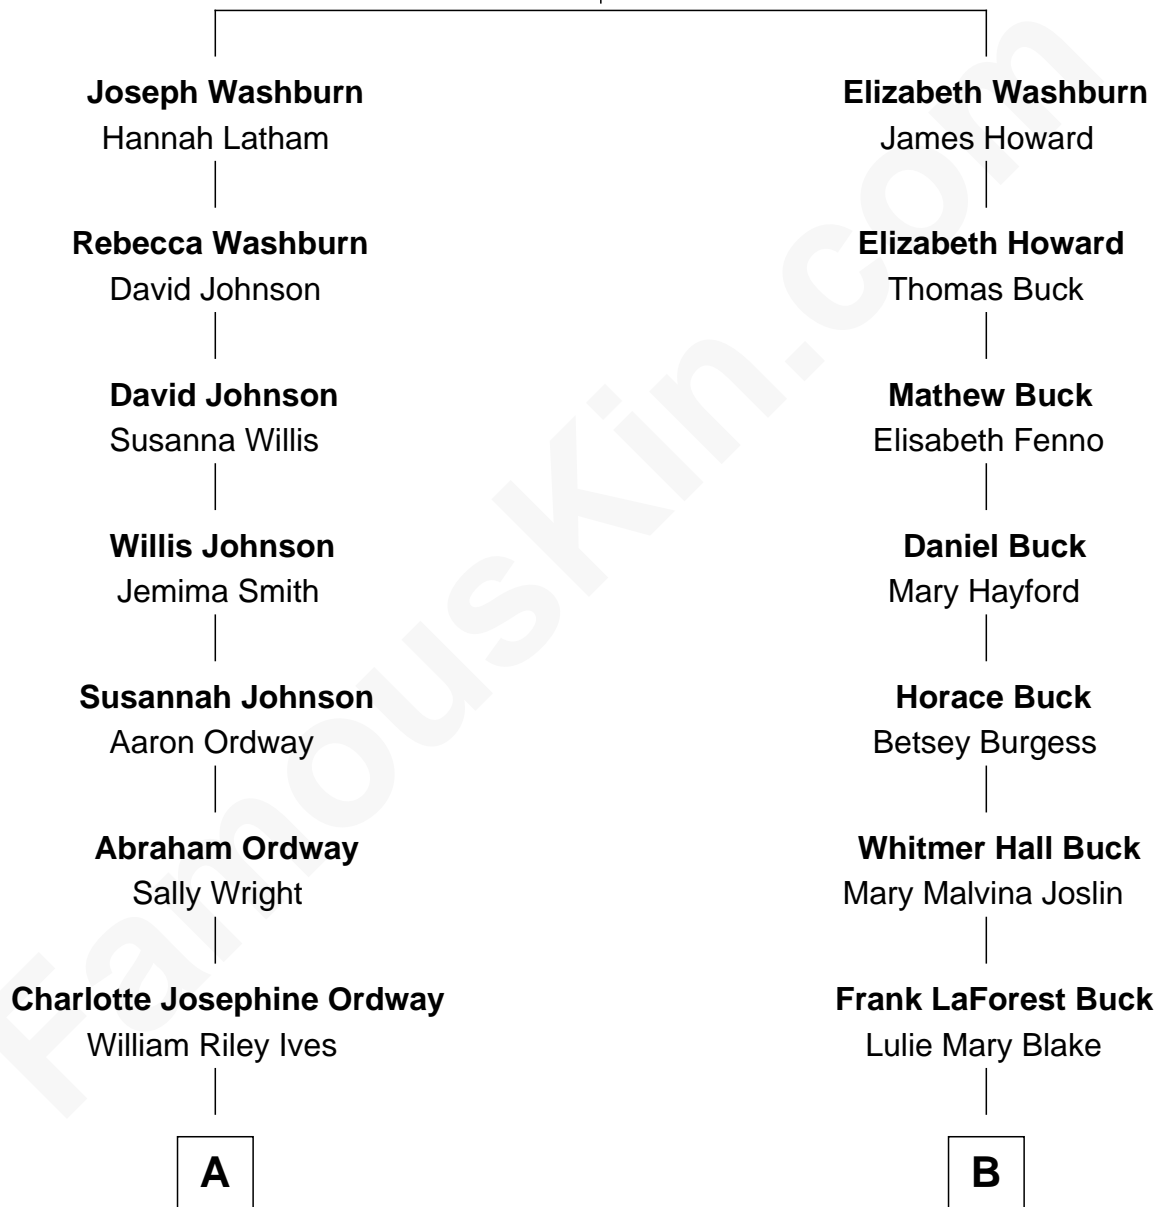 Joseph Washburn
Hannah Latham
Rebecca Washburn
David Johnson
David Johnson
Susanna Willis
Willis Johnson
Jemima Smith
Susannah Johnson
Aaron Ordway
Abraham Ordway
Sally Wright
Charlotte Josephine Ordway
William Riley Ives
A
Elizabeth Washburn
James Howard
Elizabeth Howard
Thomas Buck
Mathew Buck
Elisabeth Fenno
Daniel Buck
Mary Hayford
Horace Buck
Betsey Burgess
Whitmer Hall Buck
Mary Malvina Joslin
Frank LaForest Buck
Lulie Mary Blake
B
FamousKin.com